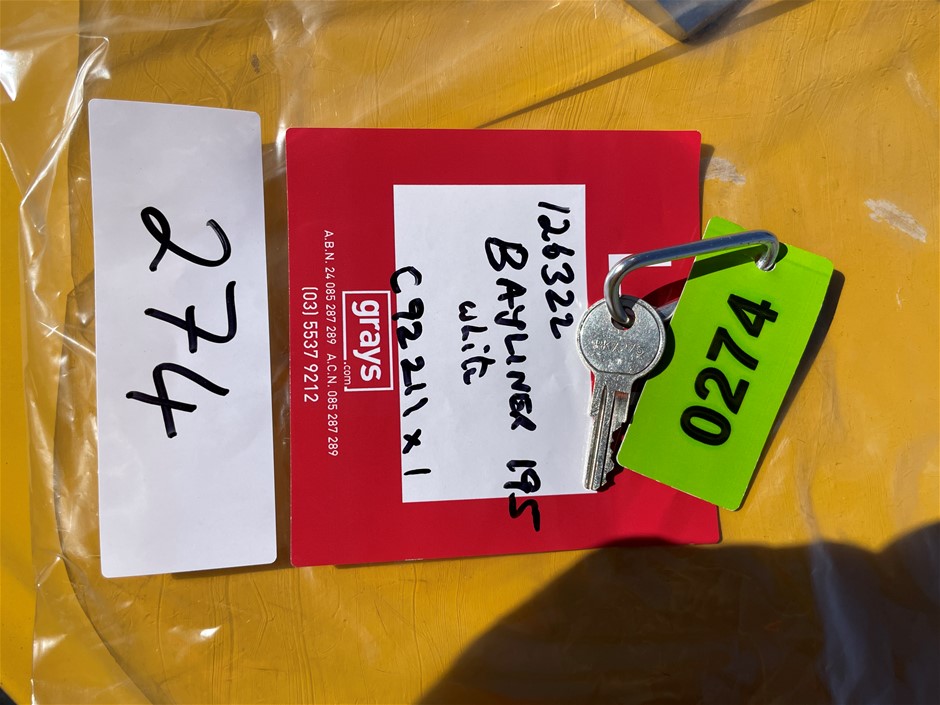 0274
126322
BAYLINER 195
white
C92211 x 1
grays
.com
A.B.N. 24 085 287 289 A.C.N. 085 287 289
(03) 5537 9212
274